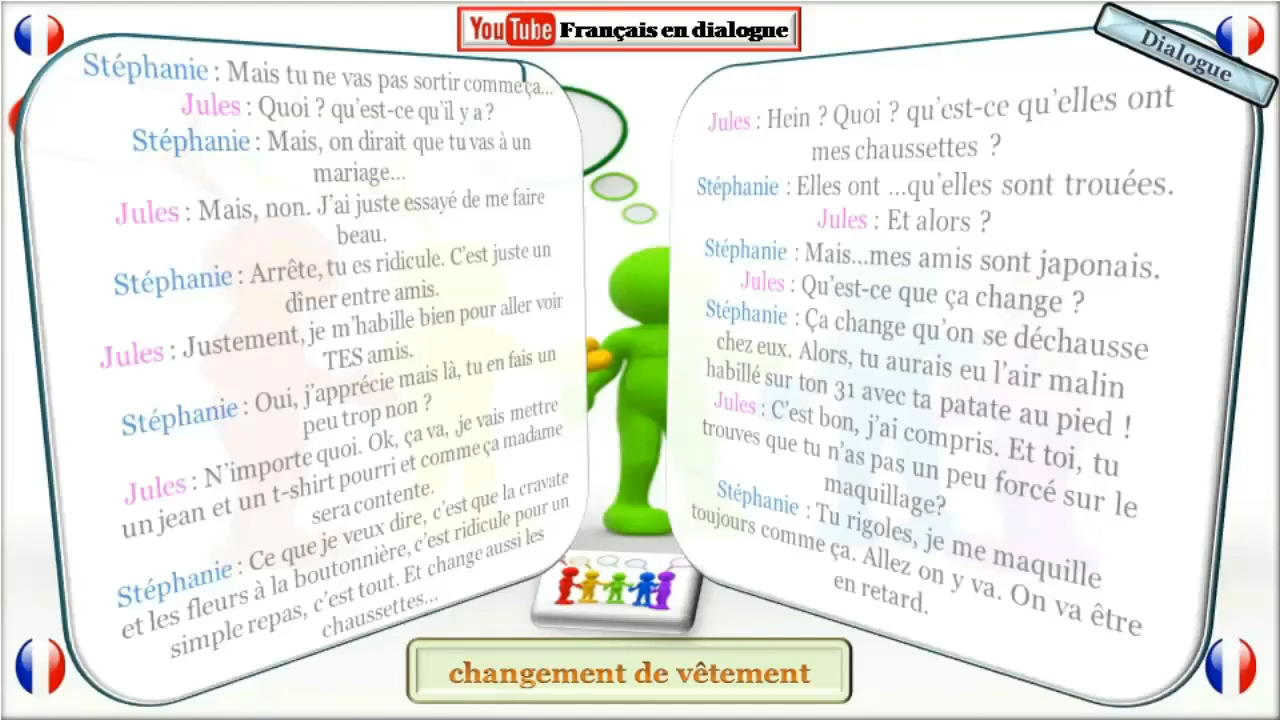 YouTube Français en dialogue
Dialogue
Stéphanie : Mais tu ne vas pas sortir comme ça...
Jules : Quoi ? qu'est-ce qu'il y a ?
Stéphanie : Mais, on dirait que tu vas à un
mariage...
Jules : Mais, non. J'ai juste essayé de me faire
beau.
Stéphanie : Arrête, tu es ridicule. C'est juste un
dîner entre amis.
Jules : Justement, je m'habille bien pour aller voir
TES amis.
Stéphanie : Oui, j'apprécie mais là, tu en fais un
peu trop non ?
Jules : N'importe quoi. Ok, ça va, je vais mettre
un jean et un t-shirt pourri et comme ça madame
sera contente.
Stéphanie : Ce que je veux dire, c'est que la cravate
et les fleurs à la boutonnière, c'est ridicule pour un
simple repas, c'est tout. Et change aussi les
chaussettes...
Jules : Hein ? Quoi ? qu'est-ce qu'elles ont
mes chaussettes ?
Stéphanie : Elles ont ...qu'elles sont trouées.
Jules : Et alors ?
Stéphanie : Mais...mes amis sont japonais.
Jules : Qu'est-ce que ça change ?
Stéphanie : Ça change qu'on se déchausse
chez eux. Alors, tu aurais eu l'air malin
habillé sur ton 31 avec ta patate au pied !
Jules : C'est bon, j'ai compris. Et toi, tu
trouves que tu n'as pas un peu forcé sur le
maquillage?
Stéphanie : Tu rigoles, je me maquille
toujours comme ça. Allez on y va. On va être
en retard.
changement de vêtement